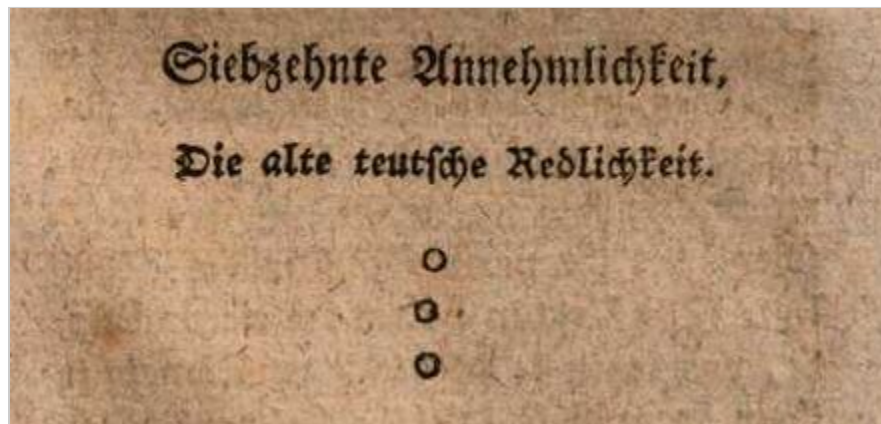 Siebzehnte Annehmlichkeit,
Die alte teutſche Redlichkeit.
o
o
o